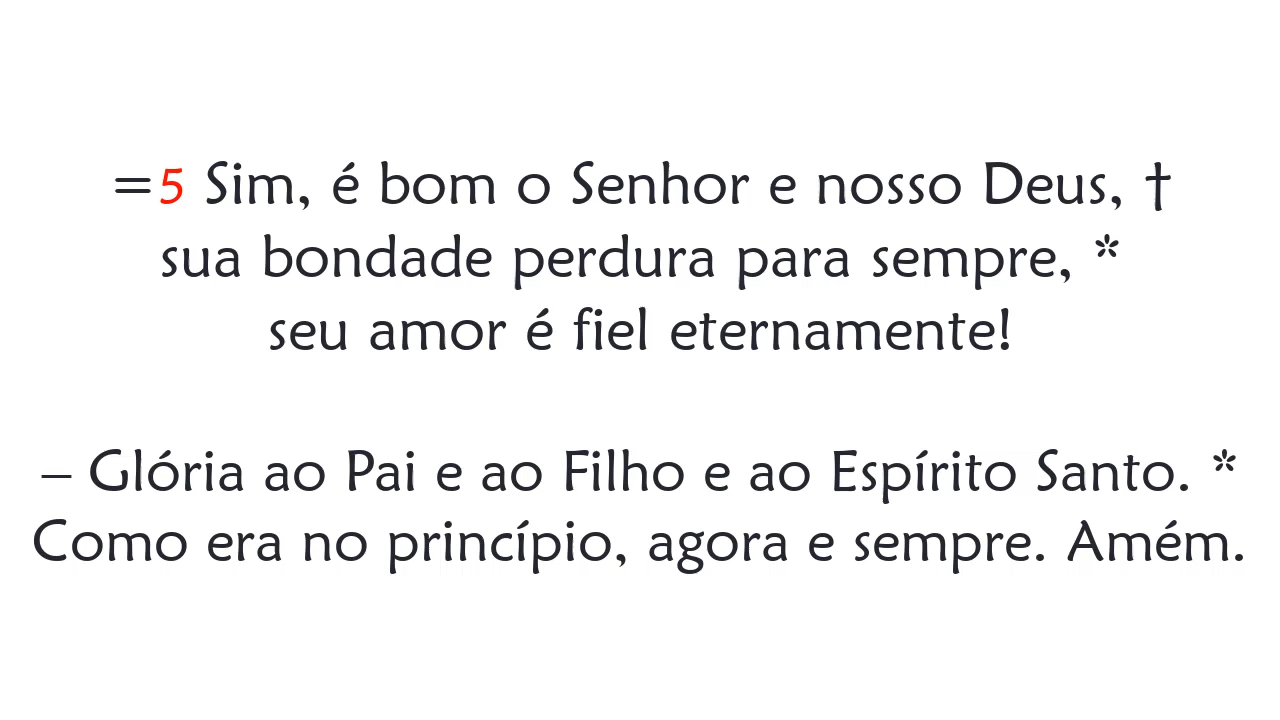 =5 Sim, é bom o Senhor e nosso Deus, †
sua bondade perdura para sempre, *
seu amor é fiel eternamente!
– Glória ao Pai e ao Filho e ao Espírito Santo. *
Como era no princípio, agora e sempre. Amém.